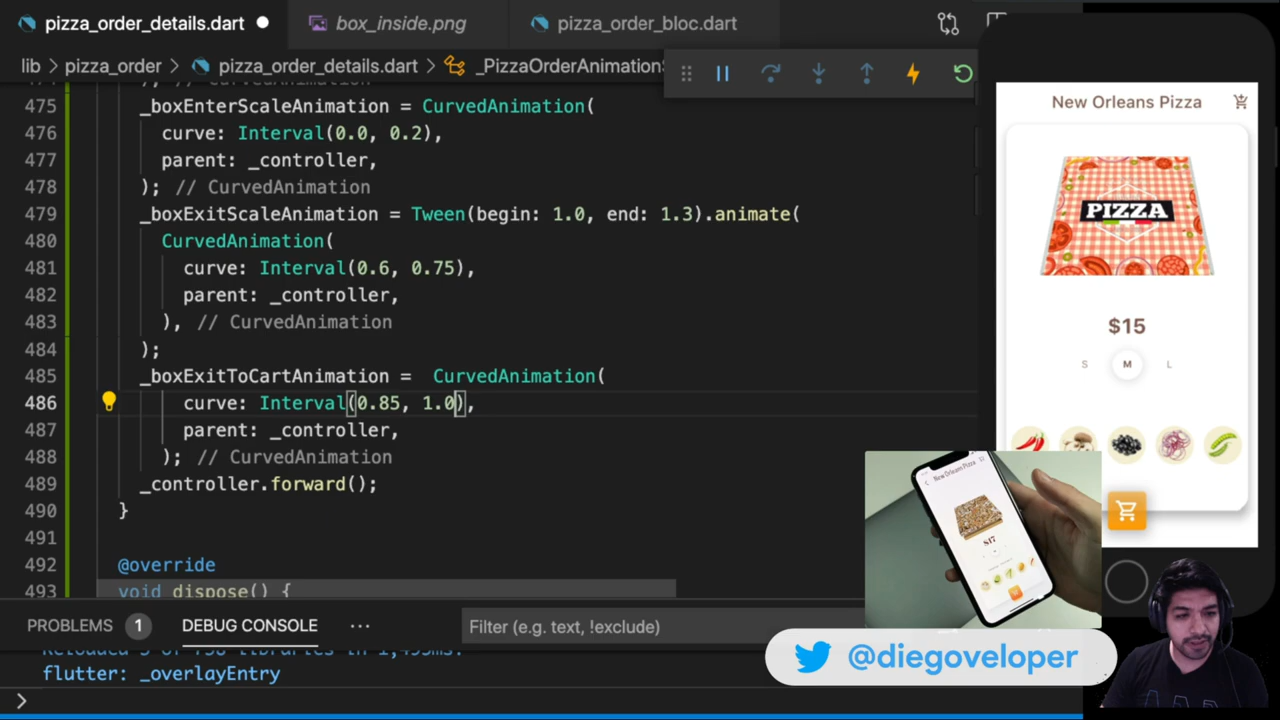 pizza_order_details.dart
box_inside.png
pizza_order_bloc.dart
lib > pizza_order > pizza_order_details.dart > _PizzaOrderAnimation
475 _boxEnterScaleAnimation = CurvedAnimation(
476 curve: Interval(0.0, 0.2),
477 parent: _controller,
478 ); // CurvedAnimation
479 _boxExitScaleAnimation = Tween(begin: 1.0, end: 1.3).animate(
480 CurvedAnimation(
481 curve: Interval(0.6, 0.75),
482 parent: _controller,
483 ), // CurvedAnimation
484 );
485 _boxExitToCartAnimation =  CurvedAnimation(
486 curve: Interval(0.85, 1.0),
487 parent: _controller,
488 ); // CurvedAnimation
489 _controller.forward();
490 }
491
492 @override
493 void dispose() {
PROBLEMS 1 DEBUG CONSOLE ...
Filter (e.g. text, !exclude)
flutter: _overlayEntry
>
New Orleans Pizza
PIZZA
$15
S M L
New Orleans Pizza
$17
@diegoveloper